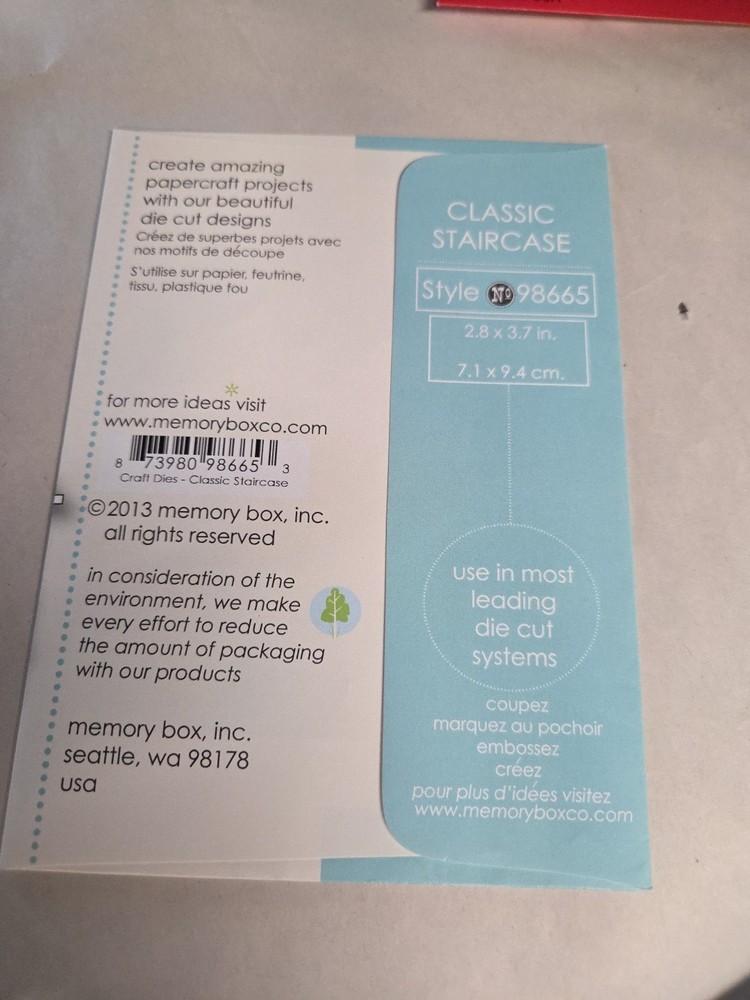 create amazing
papercraft projects
with our beautiful
die cut designs
Créez de superbes projets avec
nos motifs de découpe
S'utilise sur papier, feutrine,
tissu, plastique fou
for more ideas visit
www.memoryboxco.com
8 73980 98665 3
Craft Dies - Classic Staircase
©2013 memory box, inc.
all rights reserved
in consideration of the
environment, we make
every effort to reduce
the amount of packaging
with our products
memory box, inc.
seattle, wa 98178
usa
CLASSIC
STAIRCASE
Style No 98665
2.8 x 3.7 in.
7.1 x 9.4 cm.
use in most
leading
die cut
systems
coupez
marquez au pochoir
embossez
créez
pour plus d'idées visitez
www.memoryboxco.com